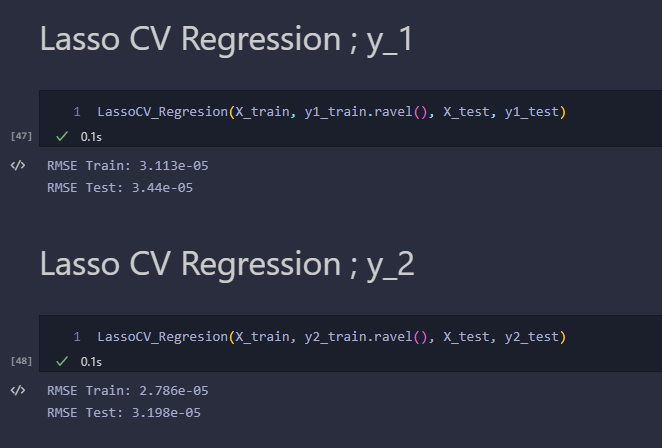 Lasso CV Regression ; y_1
1 LassoCV_Regresion(X_train, y1_train.ravel(), X_test, y1_test)
[47] ✓ 0.1s
</> RMSE Train: 3.113e-05
RMSE Test: 3.44e-05
Lasso CV Regression ; y_2
1 LassoCV_Regresion(X_train, y2_train.ravel(), X_test, y2_test)
[48] ✓ 0.1s
</> RMSE Train: 2.786e-05
RMSE Test: 3.198e-05